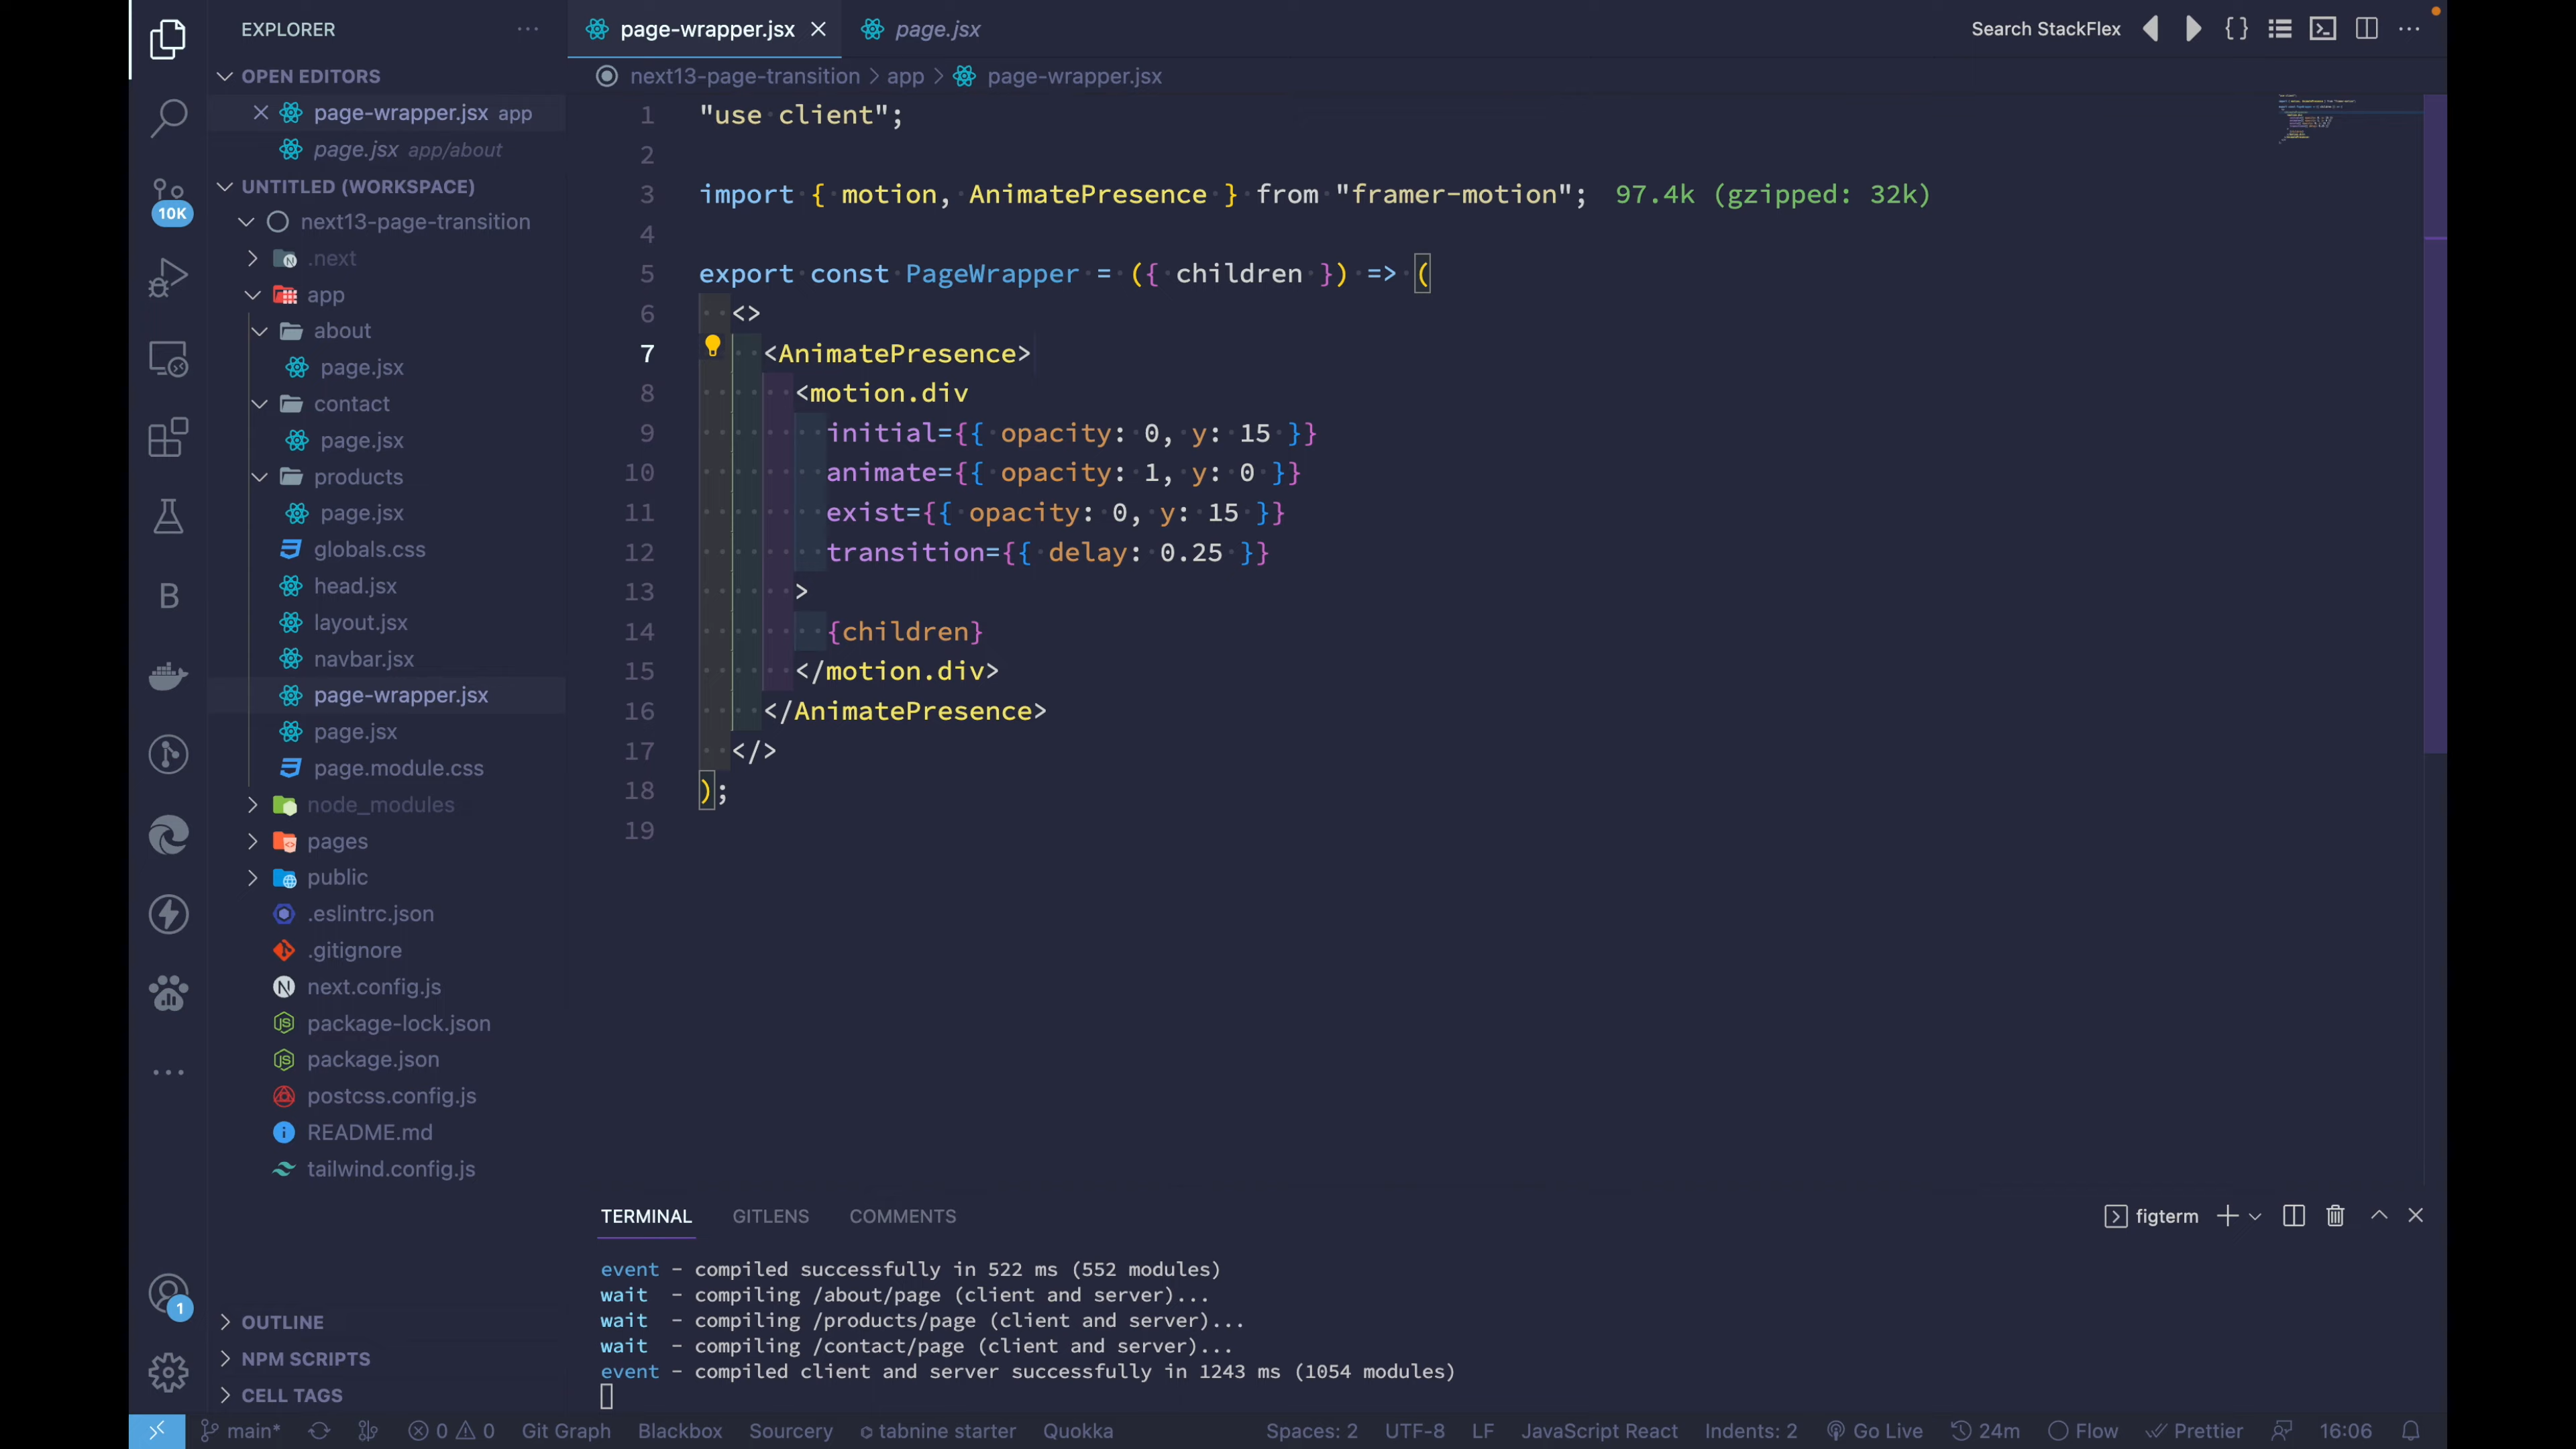 EXPLORER
OPEN EDITORS
page-wrapper.jsx app
page.jsx app/about
UNTITLED (WORKSPACE)
next13-page-transition
.next
app
about
page.jsx
contact
page.jsx
products
page.jsx
globals.css
head.jsx
layout.jsx
navbar.jsx
page-wrapper.jsx
page.jsx
page.module.css
node_modules
pages
public
.eslintrc.json
.gitignore
next.config.js
package-lock.json
package.json
postcss.config.js
README.md
tailwind.config.js
OUTLINE
NPM SCRIPTS
CELL TAGS
10K
B
1
page-wrapper.jsx
page.jsx
Search StackFlex
next13-page-transition > app > page-wrapper.jsx
1 "use client";
2
3 import { motion, AnimatePresence } from "framer-motion"; 97.4k (gzipped: 32k)
4
5 export const PageWrapper = ({ children }) => (
6 <>
7 <AnimatePresence>
8 <motion.div
9 initial={{ opacity: 0, y: 15 }}
10 animate={{ opacity: 1, y: 0 }}
11 exist={{ opacity: 0, y: 15 }}
12 transition={{ delay: 0.25 }}
13 >
14 {children}
15 </motion.div>
16 </AnimatePresence>
17 </>
18 );
19
TERMINAL GITLENS COMMENTS
figterm
event - compiled successfully in 522 ms (552 modules)
wait - compiling /about/page (client and server)...
wait - compiling /products/page (client and server)...
wait - compiling /contact/page (client and server)...
event - compiled client and server successfully in 1243 ms (1054 modules)
main* 0 0 Git Graph Blackbox Sourcery tabnine starter Quokka Spaces: 2 UTF-8 LF JavaScript React Indents: 2 Go Live 24m Flow Prettier 16:06